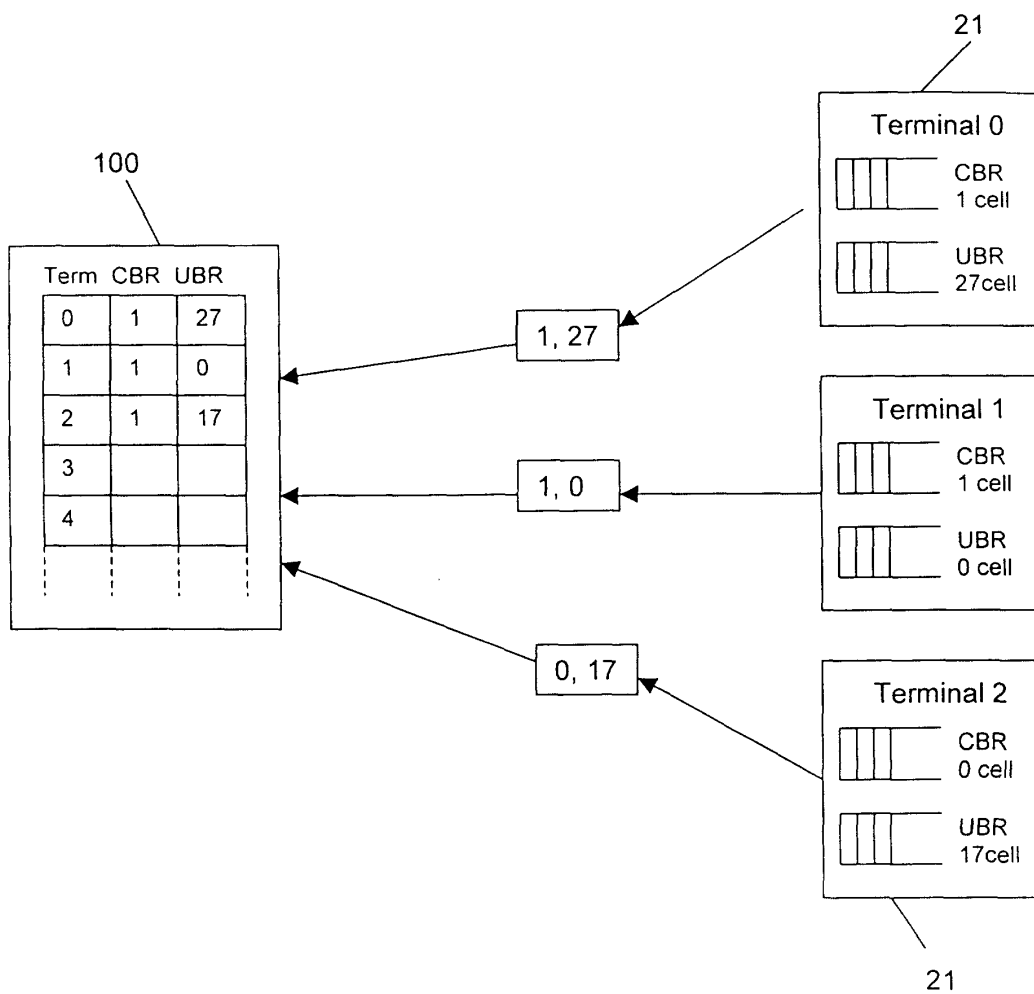 21
100
Term CBR UBR
0 1 27
1 1 0
2 1 17
3
4
1, 27
1, 0
0, 17
Terminal 0
CBR
1 cell
UBR
27cell
Terminal 1
CBR
1 cell
UBR
0 cell
Terminal 2
CBR
0 cell
UBR
17cell
21